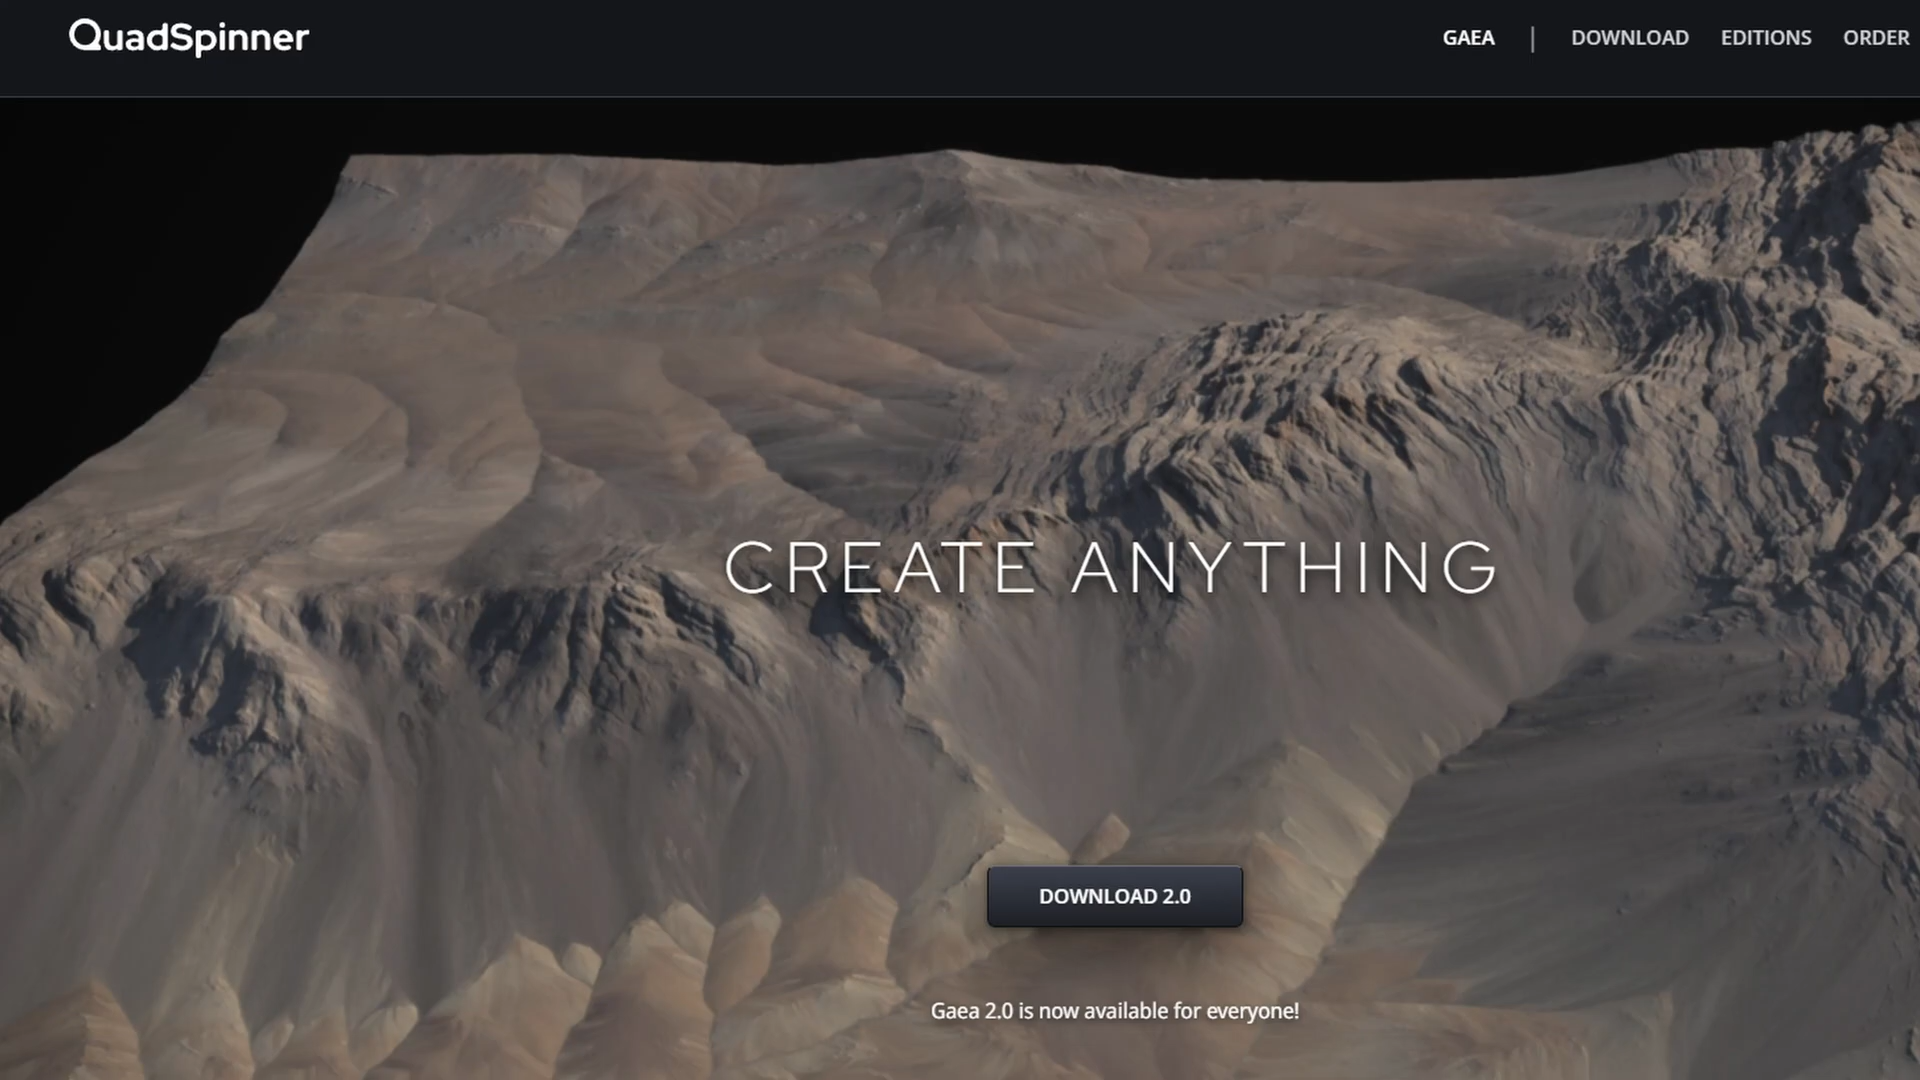 QuadSpinner
GAEA | DOWNLOAD EDITIONS ORDER
CREATE ANYTHING
DOWNLOAD 2.0
Gaea 2.0 is now available for everyone!